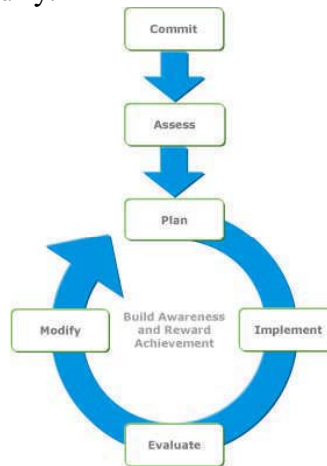 Commit
Assess
Plan
Build Awareness
and Reward
Achievement
Modify
Implement
Evaluate